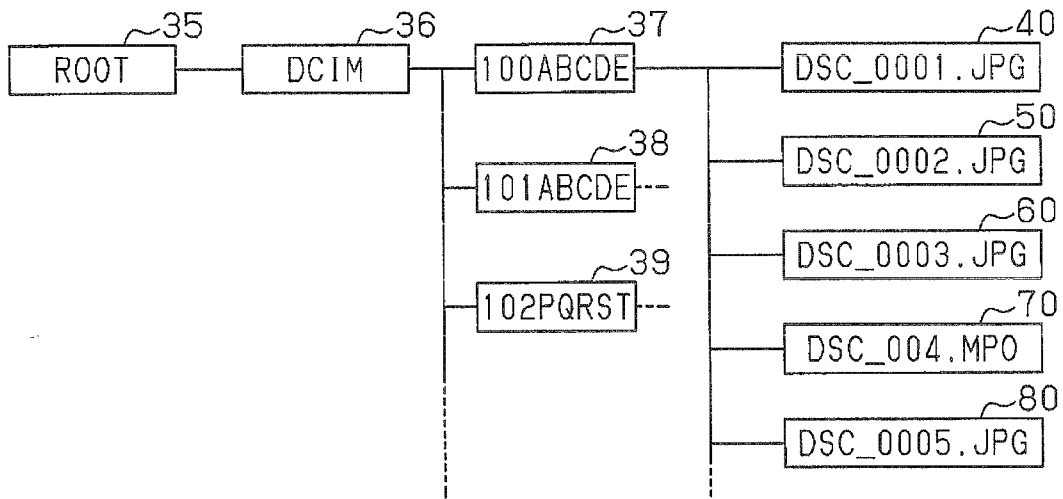 35 36 37 40
ROOT DCIM 100ABCDE DSC_0001.JPG
50
38 DSC_0002.JPG
101ABCDE
60
39 DSC_0003.JPG
102PQRST
70
DSC_004.MPO
80
DSC_0005.JPG